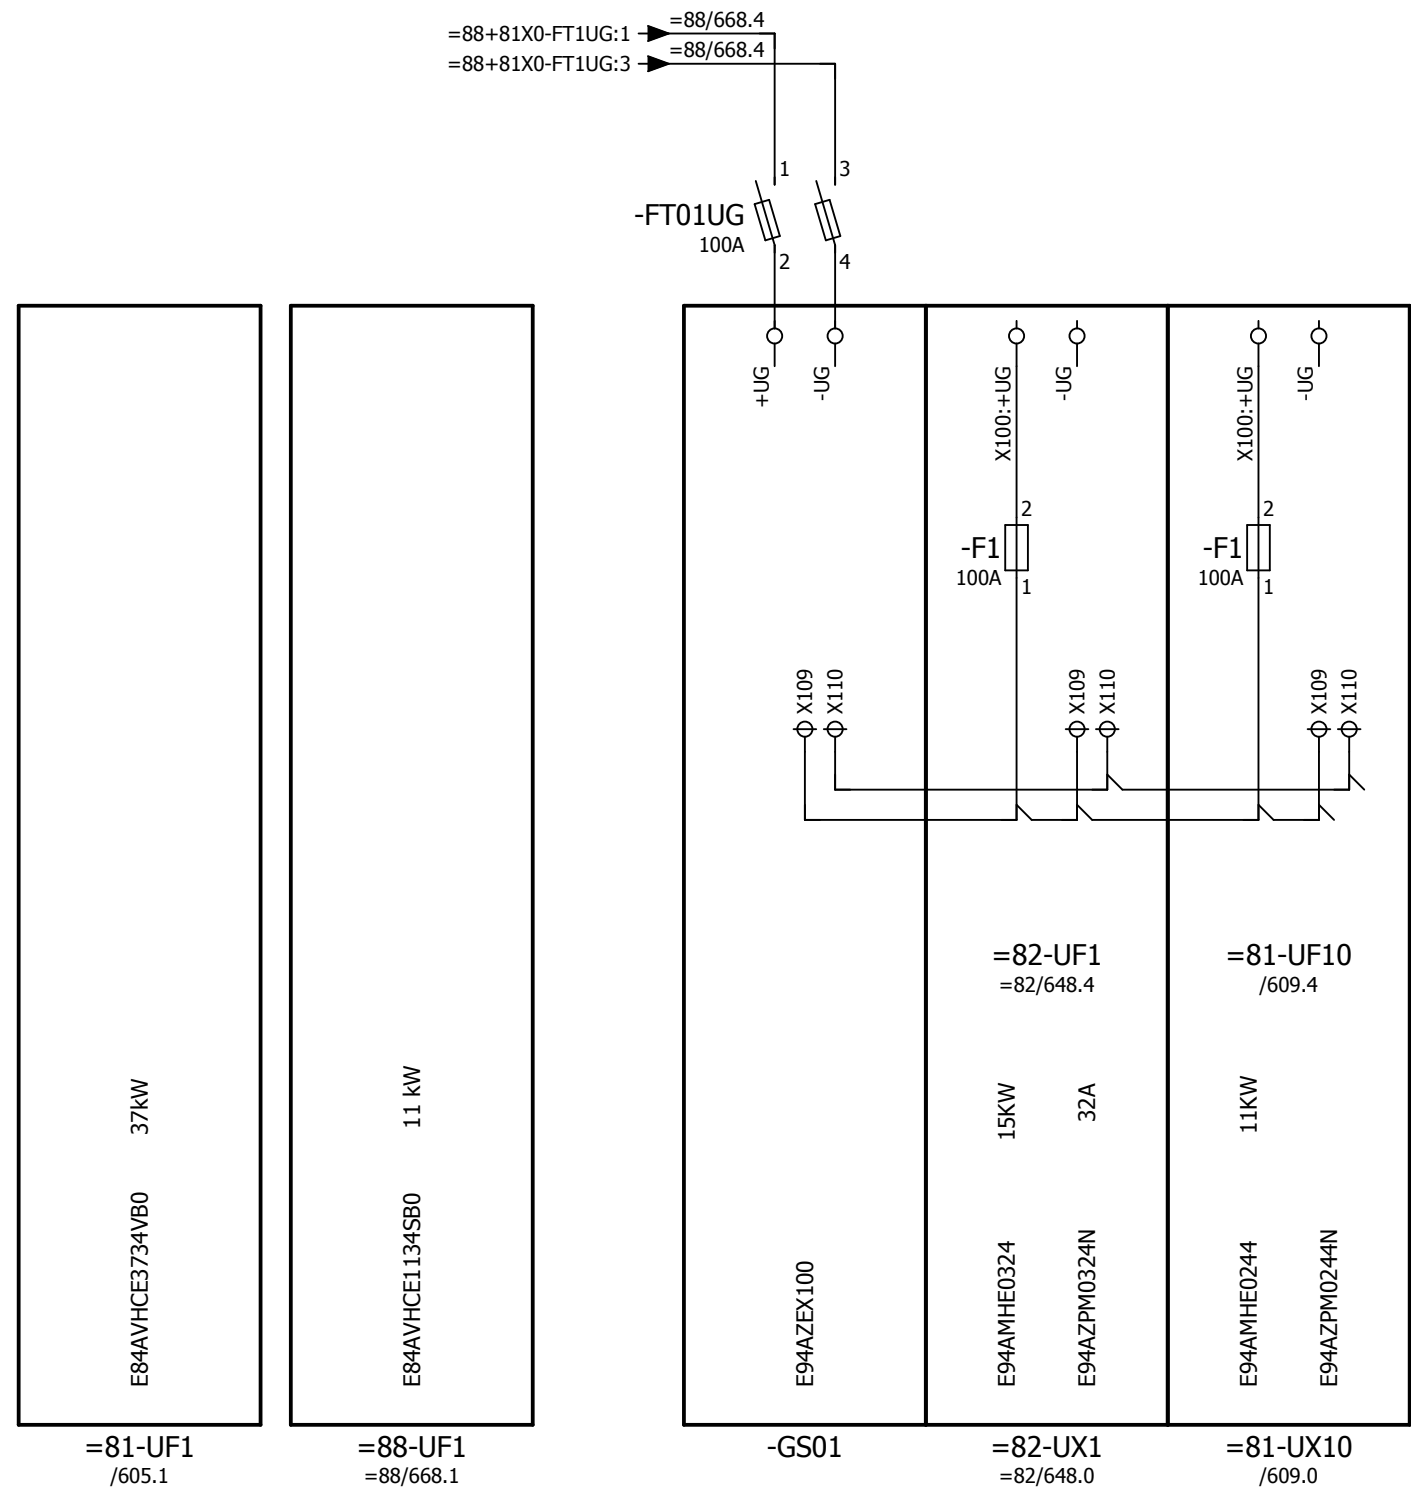 =88+81X0-FT1UG:1
=88/668.4
=88+81X0-FT1UG:3
=88/668.4
1
3
-FT01UG
100A
2
4
+UG
-UG
X100:+UG
-UG
X100:+UG
-UG
2
-F1
100A
1
2
-F1
100A
1
X109
X110
X109
X110
X109
X110
=82-UF1
=82/648.4
=81-UF10
/609.4
37kW
11 kW
15KW
32A
11KW
E84AVHCE3734VB0
E84AVHCE1134SB0
E94AZEX100
E94AMHE0324
E94AZPM0324N
E94AMHE0244
E94AZPM0244N
=81-UF1
/605.1
=88-UF1
=88/668.1
-GS01
=82-UX1
=82/648.0
=81-UX10
/609.0